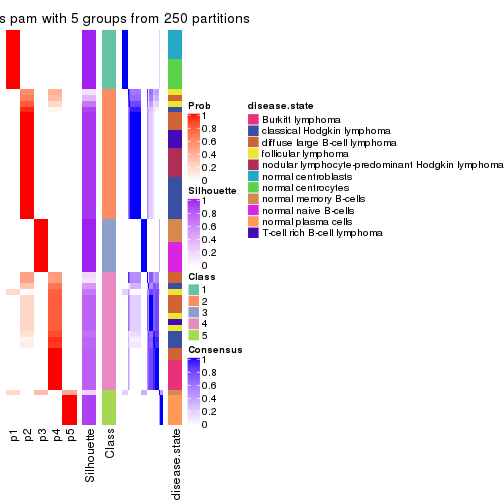 s pam with 5 groups from 250 partitions
Prob
1
0.8
0.6
0.4
0.2
0
Silhouette
1
0.8
0.6
0.4
0.2
0
Class
1
2
3
4
5
Consensus
1
0.8
0.6
0.4
0.2
0
disease.state
Burkitt lymphoma
classical Hodgkin lymphoma
diffuse large B-cell lymphoma
follicular lymphoma
nodular lymphocyte-predominant Hodgkin lymphoma
normal centroblasts
normal centrocytes
normal memory B-cells
normal naive B-cells
normal plasma cells
T-cell rich B-cell lymphoma
p1
p2
p3
p4
p5
Silhouette
Class
disease.state